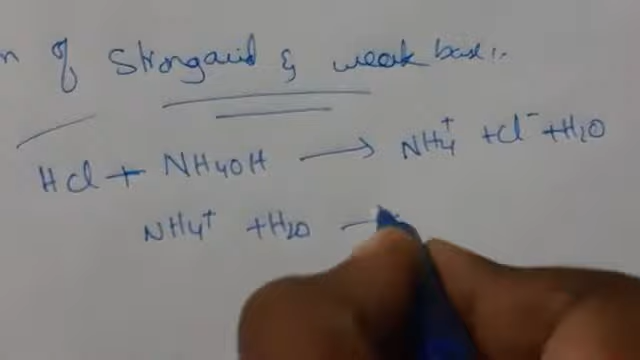 n of Strong acid & weak base :-
HCl + NH4OH → NH4+ + Cl- + H2O
NH4+ + H2O →